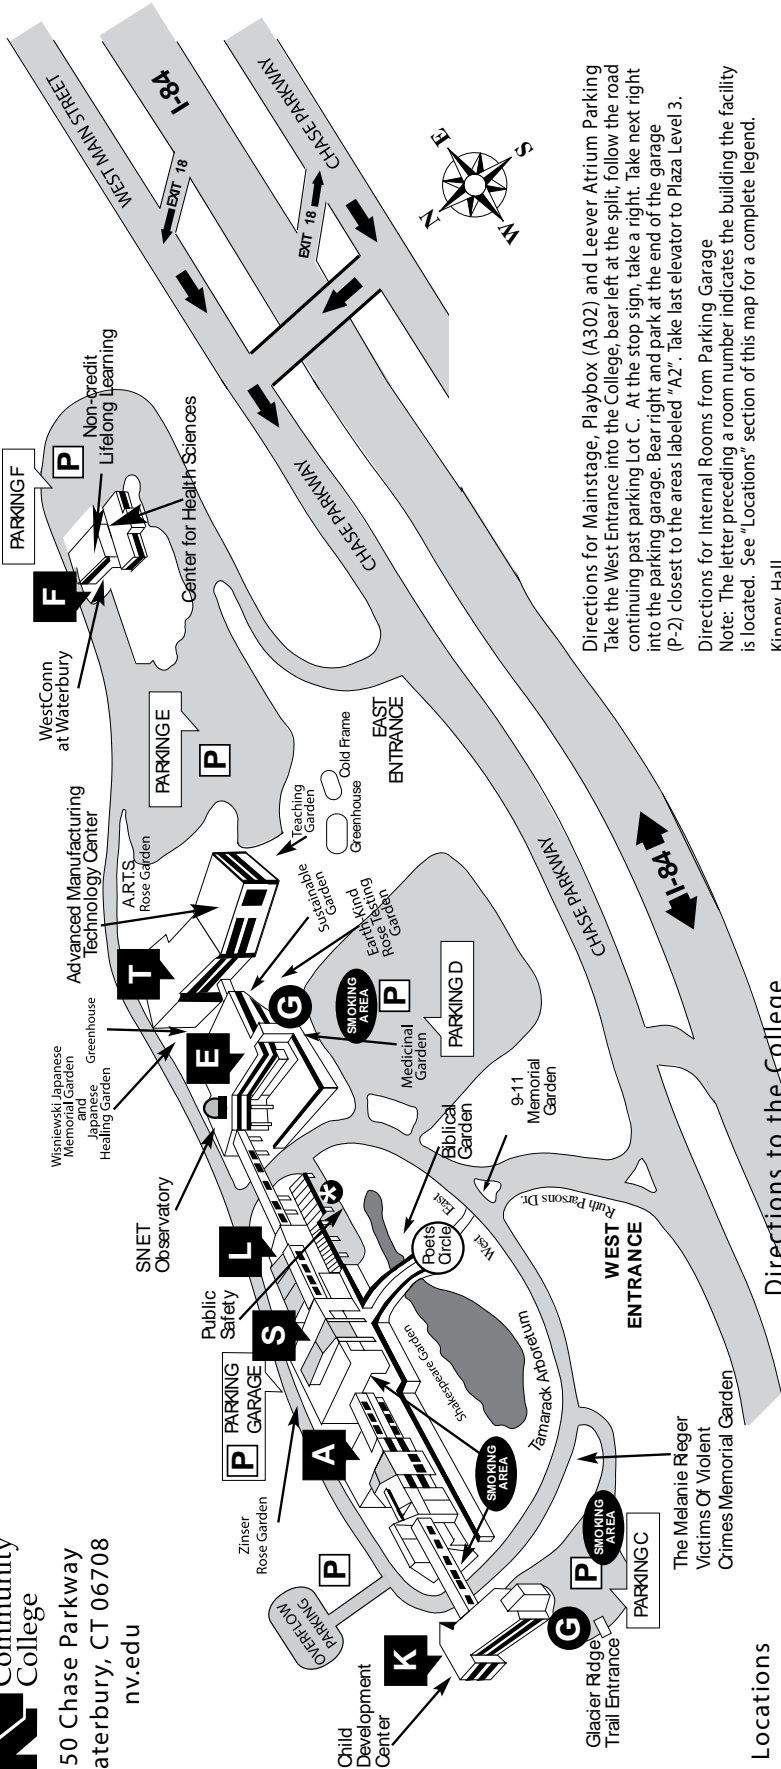 Community
College
50 Chase Parkway
aterbury, CT 06708
nv.edu
WEST MAIN STREET
I-84
CHASE PARKWAY
EXIT 18
EXIT 18
N
E
S
W
PARKING F
P
Non-credit
Lifelong Learning
Center for Health Sciences
F
WestConn
at Waterbury
PARKING E
P
CHASE PARKWAY
EAST
ENTRANCE
Cold Frame
Greenhouse
Teaching
Garden
Advanced Manufacturing
Technology Center
A.R.T.S.
Rose Garden
T
Sustainable
Garden
Earth-Kind
Rose Testing
Garden
Greenhouse
Wisniewski Japanese
Memorial Garden
and
Japanese
Healing Garden
E
G
SMOKING
AREA
P
PARKING D
Medicinal
Garden
CHASE PARKWAY
I-84
SNET
Observatory
9-11
Memorial
Garden
Biblical
Garden
L
*
Public
Safety
S
East
West
Poets
Circle
Ruth Parsons Dr.
WEST
ENTRANCE
P
PARKING
GARAGE
Shakespeare Garden
Tamarack Arboretum
A
Zinser
Rose Garden
SMOKING
AREA
The Melanie Rieger
Victims Of Violent
Crimes Memorial Garden
P
OVERFLOW
PARKING
SMOKING
AREA
P
PARKING C
K
G
Glacier Ridge
Trail Entrance
Child
Development
Center
Directions for Mainstage, Playbox (A302) and Leever Atrium Parking
Take the West Entrance into the College, bear left at the split, follow the road
continuing past parking Lot C. At the stop sign, take a right. Take next right
into the parking garage. Bear right and park at the end of the garage
(P-2) closest to the areas labeled "A2". Take last elevator to Plaza Level 3.
Directions for Internal Rooms from Parking Garage
Note: The letter preceding a room number indicates the building the facility
is located. See "Locations" section of this map for a complete legend.
Kinney Hall
Directions to the College
Locations